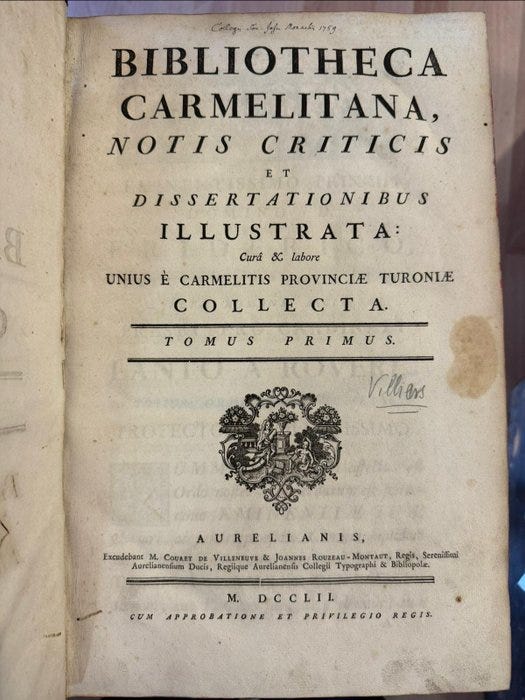 1759
BIBLIOTHECA
CARMELITANA,
NOTIS CRITICIS
ET
DISSERTATIONIBUS
ILLUSTRATA:
Curâ & labore
UNIUS È CARMELITIS PROVINCIÆ TURONIÆ
COLLECTA.
TOMUS PRIMUS.
Villiers
AURELIANIS,
Excudebant M. COURET DE VILLENEUVE & JOANNES ROUZEAU-MONTAUT, Regis, Serenissimi
Aurelianensium Ducis, Regiique Aurelianensis Collegii Typographi & Bibliopolæ.
M. DCCLII.
CUM APPROBATIONE ET PRIVILEGIO REGIS.